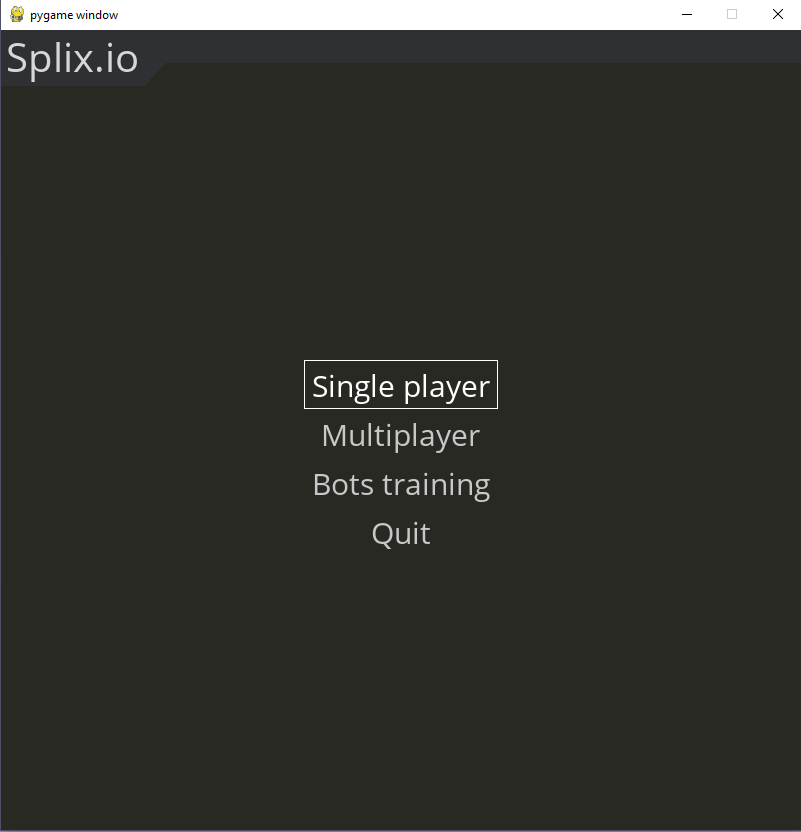 pygame window
Splix.io
Single player
Multiplayer
Bots training
Quit